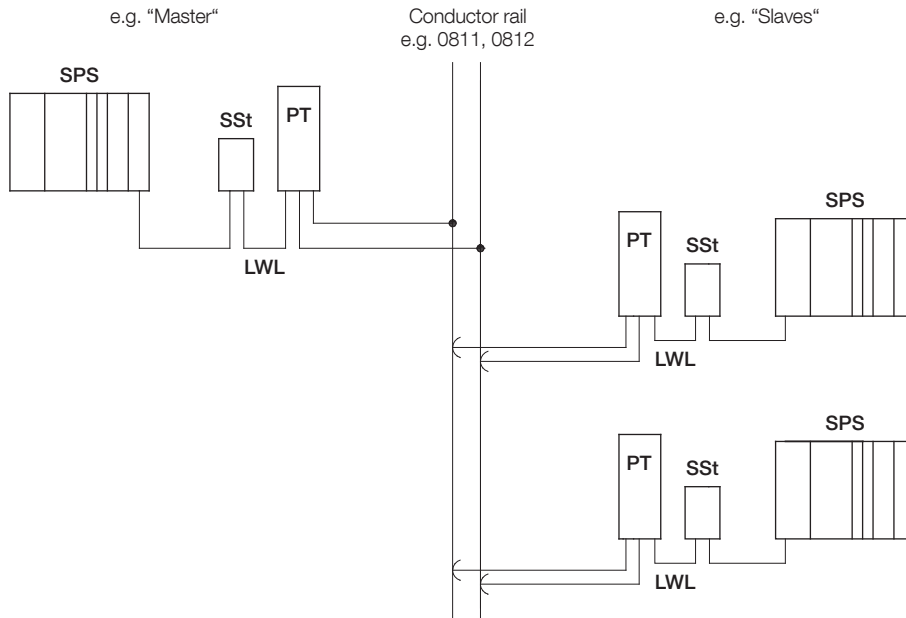 e.g. “Master“
Conductor rail
e.g. 0811, 0812
e.g. “Slaves“
SPS
SSt
PT
LWL
SPS
PT
SSt
LWL
SPS
PT
SSt
LWL